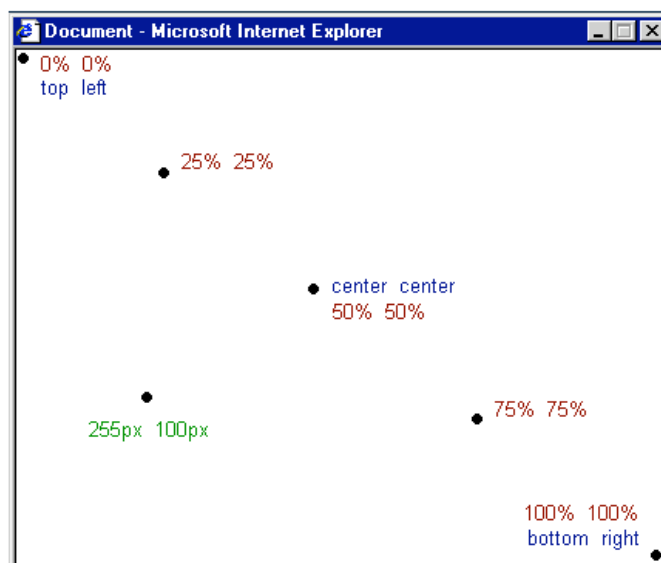 Document - Microsoft Internet Explorer
0% 0%
top left
25% 25%
center center
50% 50%
255px 100px
75% 75%
100% 100%
bottom right